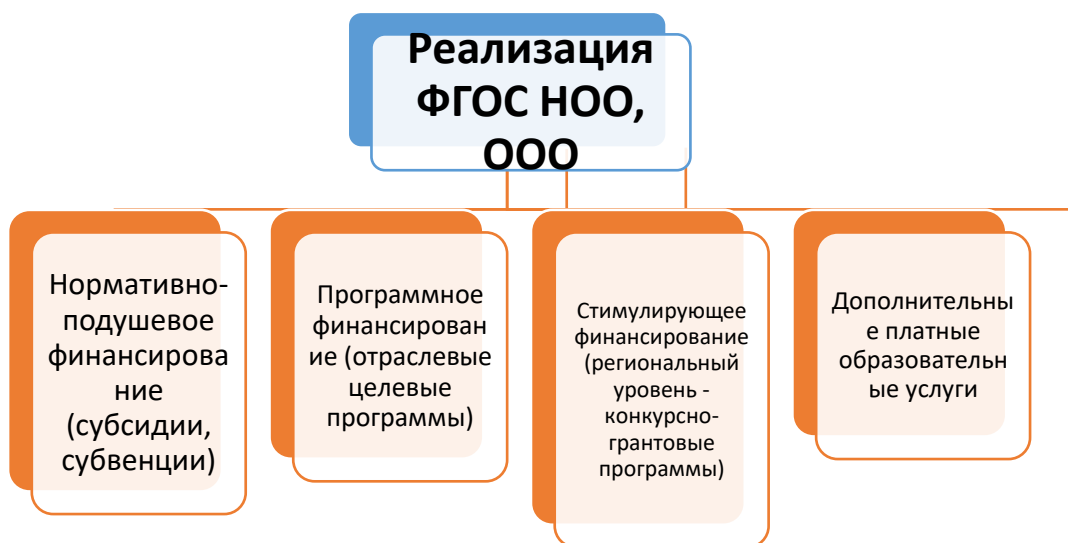 Реализация
ФГОС НОО,
ООО
Нормативно-
подушевое
финансирова
ние
(субсидии,
субвенции)
Программное
финансирован
ие (отраслевые
целевые
программы)
Стимулирующее
финансирование
(региональный
уровень -
конкурсно-
грантовые
программы)
Дополнительны
е платные
образовательн
ые услуги